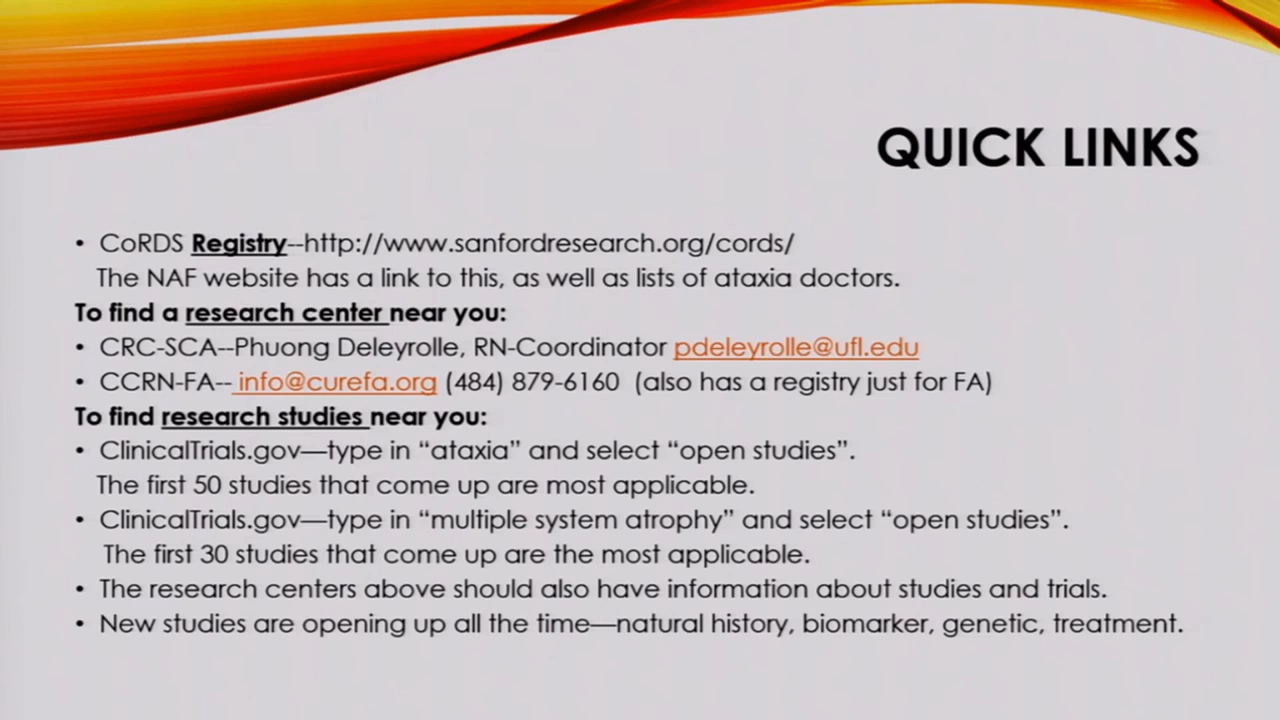 QUICK LINKS
• CoRDS Registry--http://www.sanfordresearch.org/cords/
The NAF website has a link to this, as well as lists of ataxia doctors.
To find a research center near you:
• CRC-SCA--Phuong Deleyrolle, RN-Coordinator pdeleyrolle@ufl.edu
• CCRN-FA-- info@curefa.org (484) 879-6160 (also has a registry just for FA)
To find research studies near you:
• ClinicalTrials.gov—type in “ataxia” and select “open studies”.
The first 50 studies that come up are most applicable.
• ClinicalTrials.gov—type in “multiple system atrophy” and select “open studies”.
The first 30 studies that come up are the most applicable.
• The research centers above should also have information about studies and trials.
• New studies are opening up all the time—natural history, biomarker, genetic, treatment.